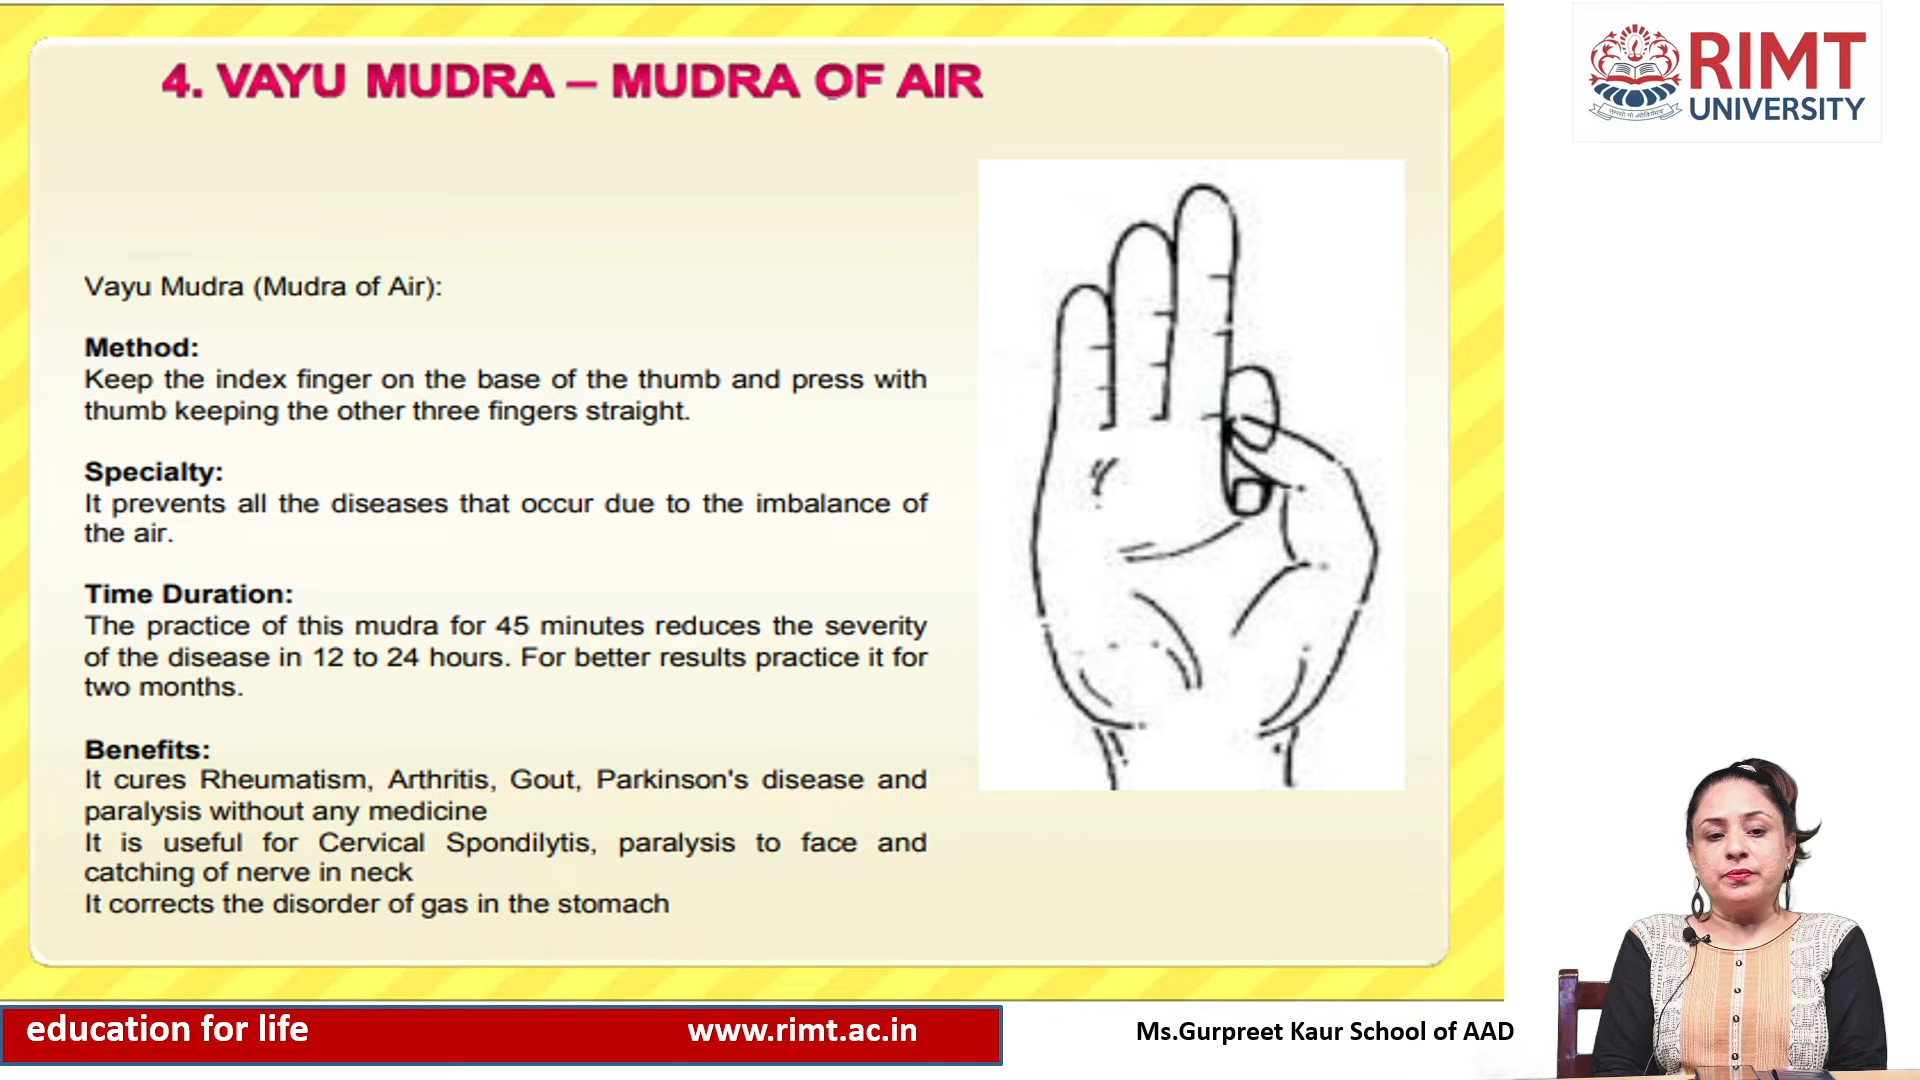 4. VAYU MUDRA – MUDRA OF AIR
RIMT
UNIVERSITY
Vayu Mudra (Mudra of Air):
Method:
Keep the index finger on the base of the thumb and press with
thumb keeping the other three fingers straight.
Specialty:
It prevents all the diseases that occur due to the imbalance of
the air.
Time Duration:
The practice of this mudra for 45 minutes reduces the severity
of the disease in 12 to 24 hours. For better results practice it for
two months.
Benefits:
It cures Rheumatism, Arthritis, Gout, Parkinson's disease and
paralysis without any medicine
It is useful for Cervical Spondilytis, paralysis to face and
catching of nerve in neck
It corrects the disorder of gas in the stomach
education for life
www.rimt.ac.in
Ms.Gurpreet Kaur School of AAD